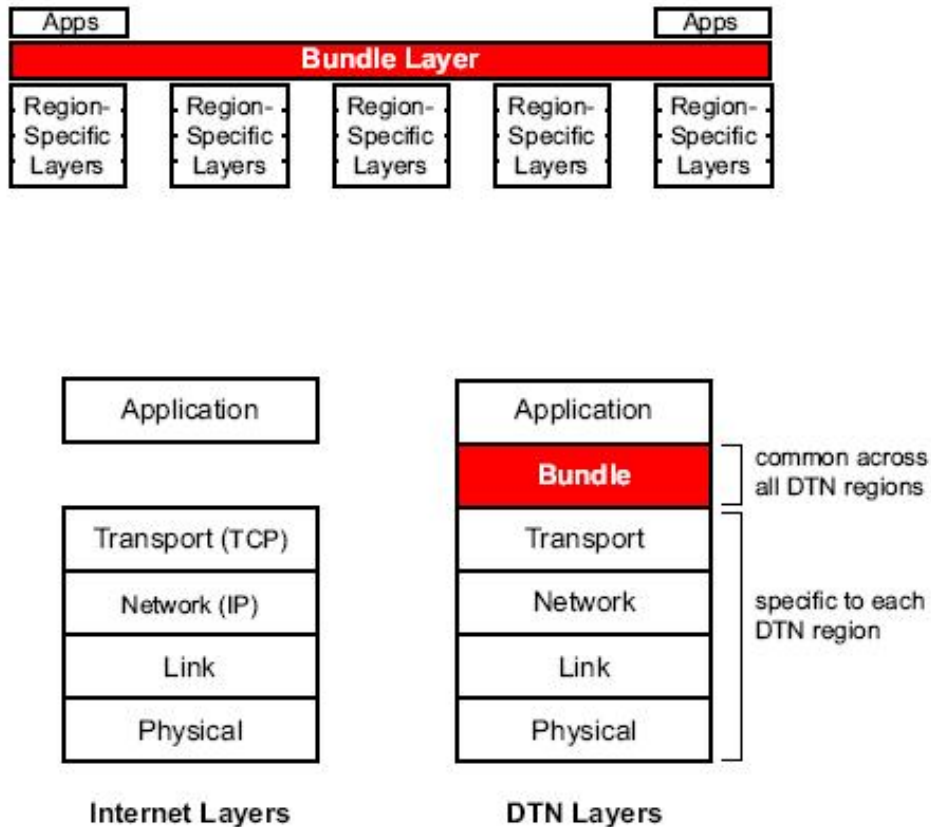 Apps
Apps
Bundle Layer
Region-
Specific
Layers
Region-
Specific
Layers
Region-
Specific
Layers
Region-
Specific
Layers
Region-
Specific
Layers
Application
Transport (TCP)
Network (IP)
Link
Physical
Internet Layers
Application
Bundle
Transport
Network
Link
Physical
DTN Layers
common across
all DTN regions
specific to each
DTN region